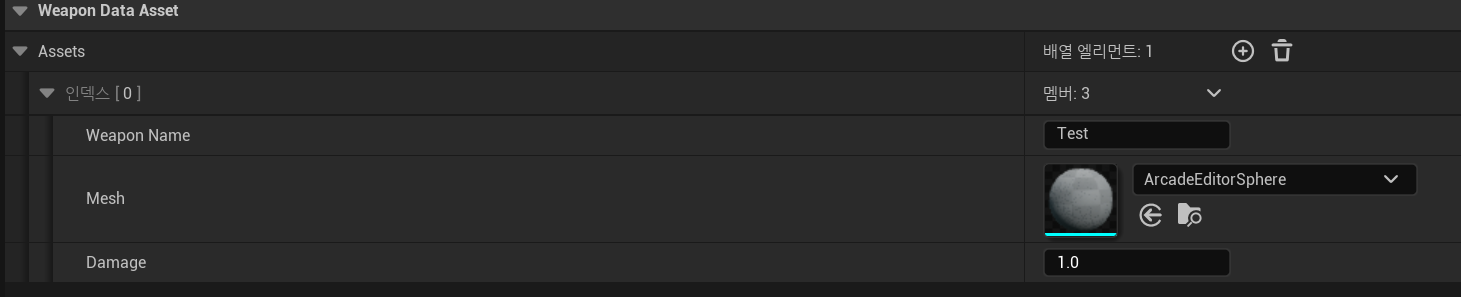 Weapon Data Asset
Assets 배열 엘리먼트: 1
인덱스 [ 0 ] 멤버: 3
Weapon Name Test
Mesh ArcadeEditorSphere
Damage 1.0